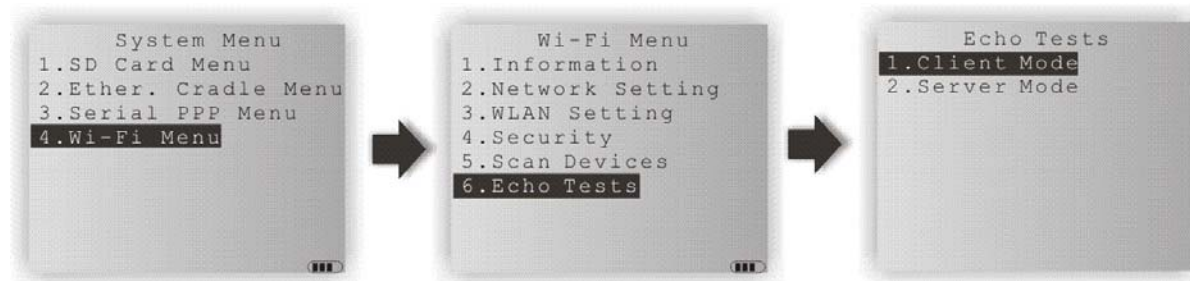 System Menu
1.SD Card Menu
2.Ether. Cradle Menu
3.Serial PPP Menu
4.Wi-Fi Menu
Wi-Fi Menu
1.Information
2.Network Setting
3.WLAN Setting
4.Security
5.Scan Devices
6.Echo Tests
Echo Tests
1.Client Mode
2.Server Mode